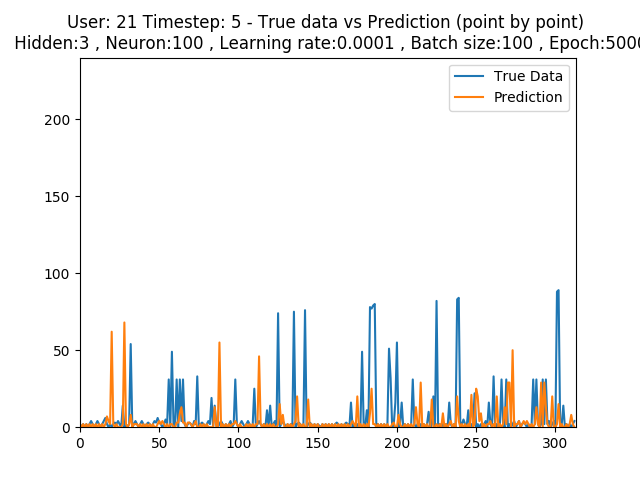 User: 21 Timestep: 5 - True data vs Prediction (point by point)
Hidden:3 , Neuron:100 , Learning rate:0.0001 , Batch size:100 , Epoch:5000
True Data
Prediction
200
150
100
50
0
0 50 100 150 200 250 300